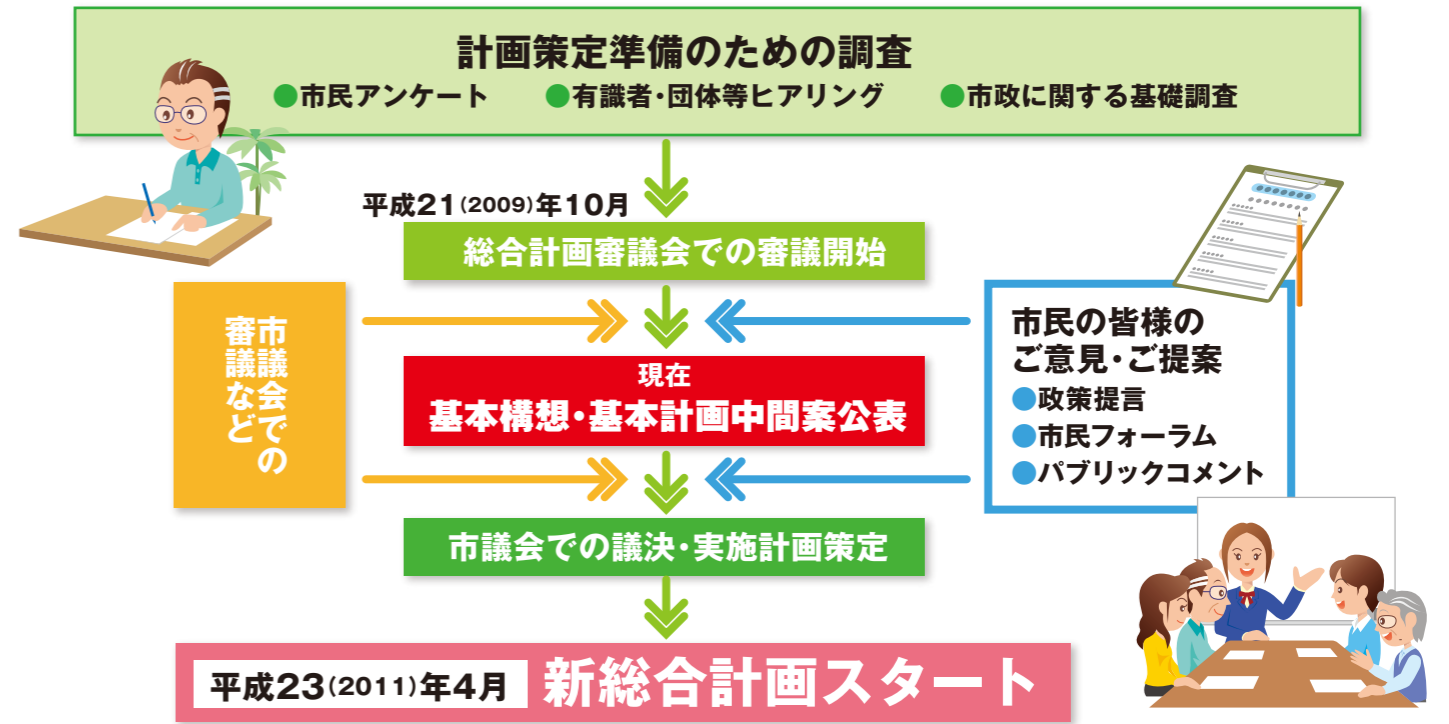 計画策定準備のための調査
●市民アンケート ●有識者・団体等ヒアリング ●市政に関する基礎調査
平成21(2009)年10月
総合計画審議会での審議開始
市議会での
審議など
市民の皆様の
ご意見・ご提案
●政策提言
●市民フォーラム
●パブリックコメント
現在
基本構想・基本計画中間案公表
市議会での議決・実施計画策定
平成23(2011)年4月 新総合計画スタート